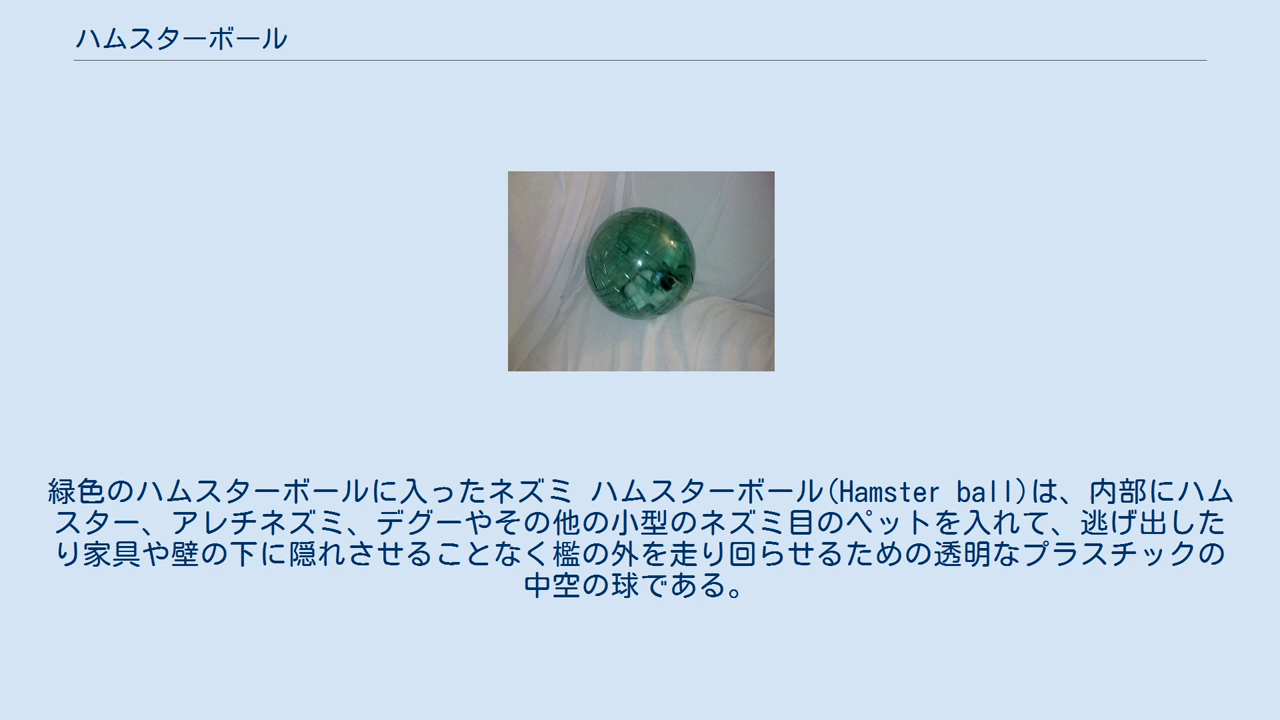 ハムスターボール
緑色のハムスターボールに入ったネズミ ハムスターボール(Hamster ball)は、内部にハム
スター、アレチネズミ、デグーやその他の小型のネズミ目のペットを入れて、逃げ出した
り家具や壁の下に隠れさせることなく檻の外を走り回らせるための透明なプラスチックの
中空の球である。